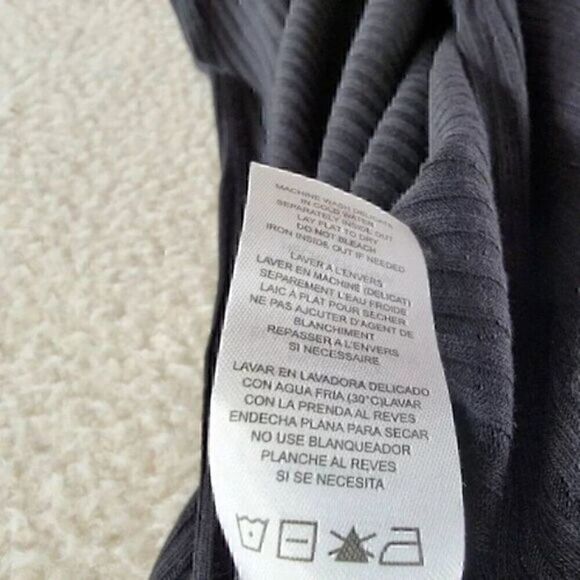 MACHINE WASH DELICATE
IN COLD WATER
SEPARATELY INSIDE OUT
LAY FLAT TO DRY
DO NOT BLEACH
IRON INSIDE OUT IF NEEDED
LAVER A L'ENVERS
LAVER EN MACHINE (DELICAT)
SEPAREMENT L'EAU FROIDE
LAIC À PLAT POUR SECHER
NE PAS AJCUTER D'AGENT DE
BLANCHIMENT
REPASSER A L'ENVERS
SI NECESSAIRE
LAVAR EN LAVADORA DELICADO
CON AGUA FRIA (30°C)LAVAR
CON LA PRENDA AL REVES
ENDECHA PLANA PARA SECAR
NO USE BLANQUEADOR
PLANCHE AL REVES
SI SE NECESITA